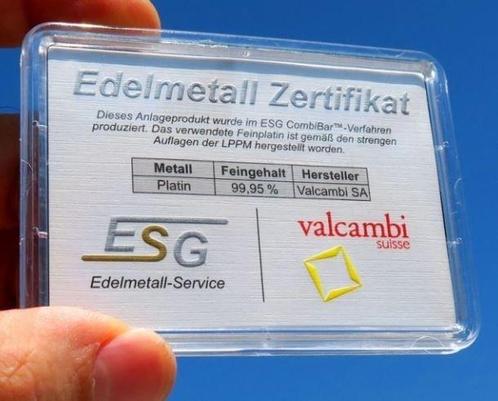 Edelmetall Zertifikat
Dieses Anlageprodukt wurde im ESG CombiBar™-Verfahren
produziert. Das verwendete Feinplatin ist gemäß den strengen
Auflagen der LPPM hergestellt worden.
Metall Feingehalt Hersteller
Platin 99,95 % Valcambi SA
ESG
Edelmetall-Service
valcambi
suisse